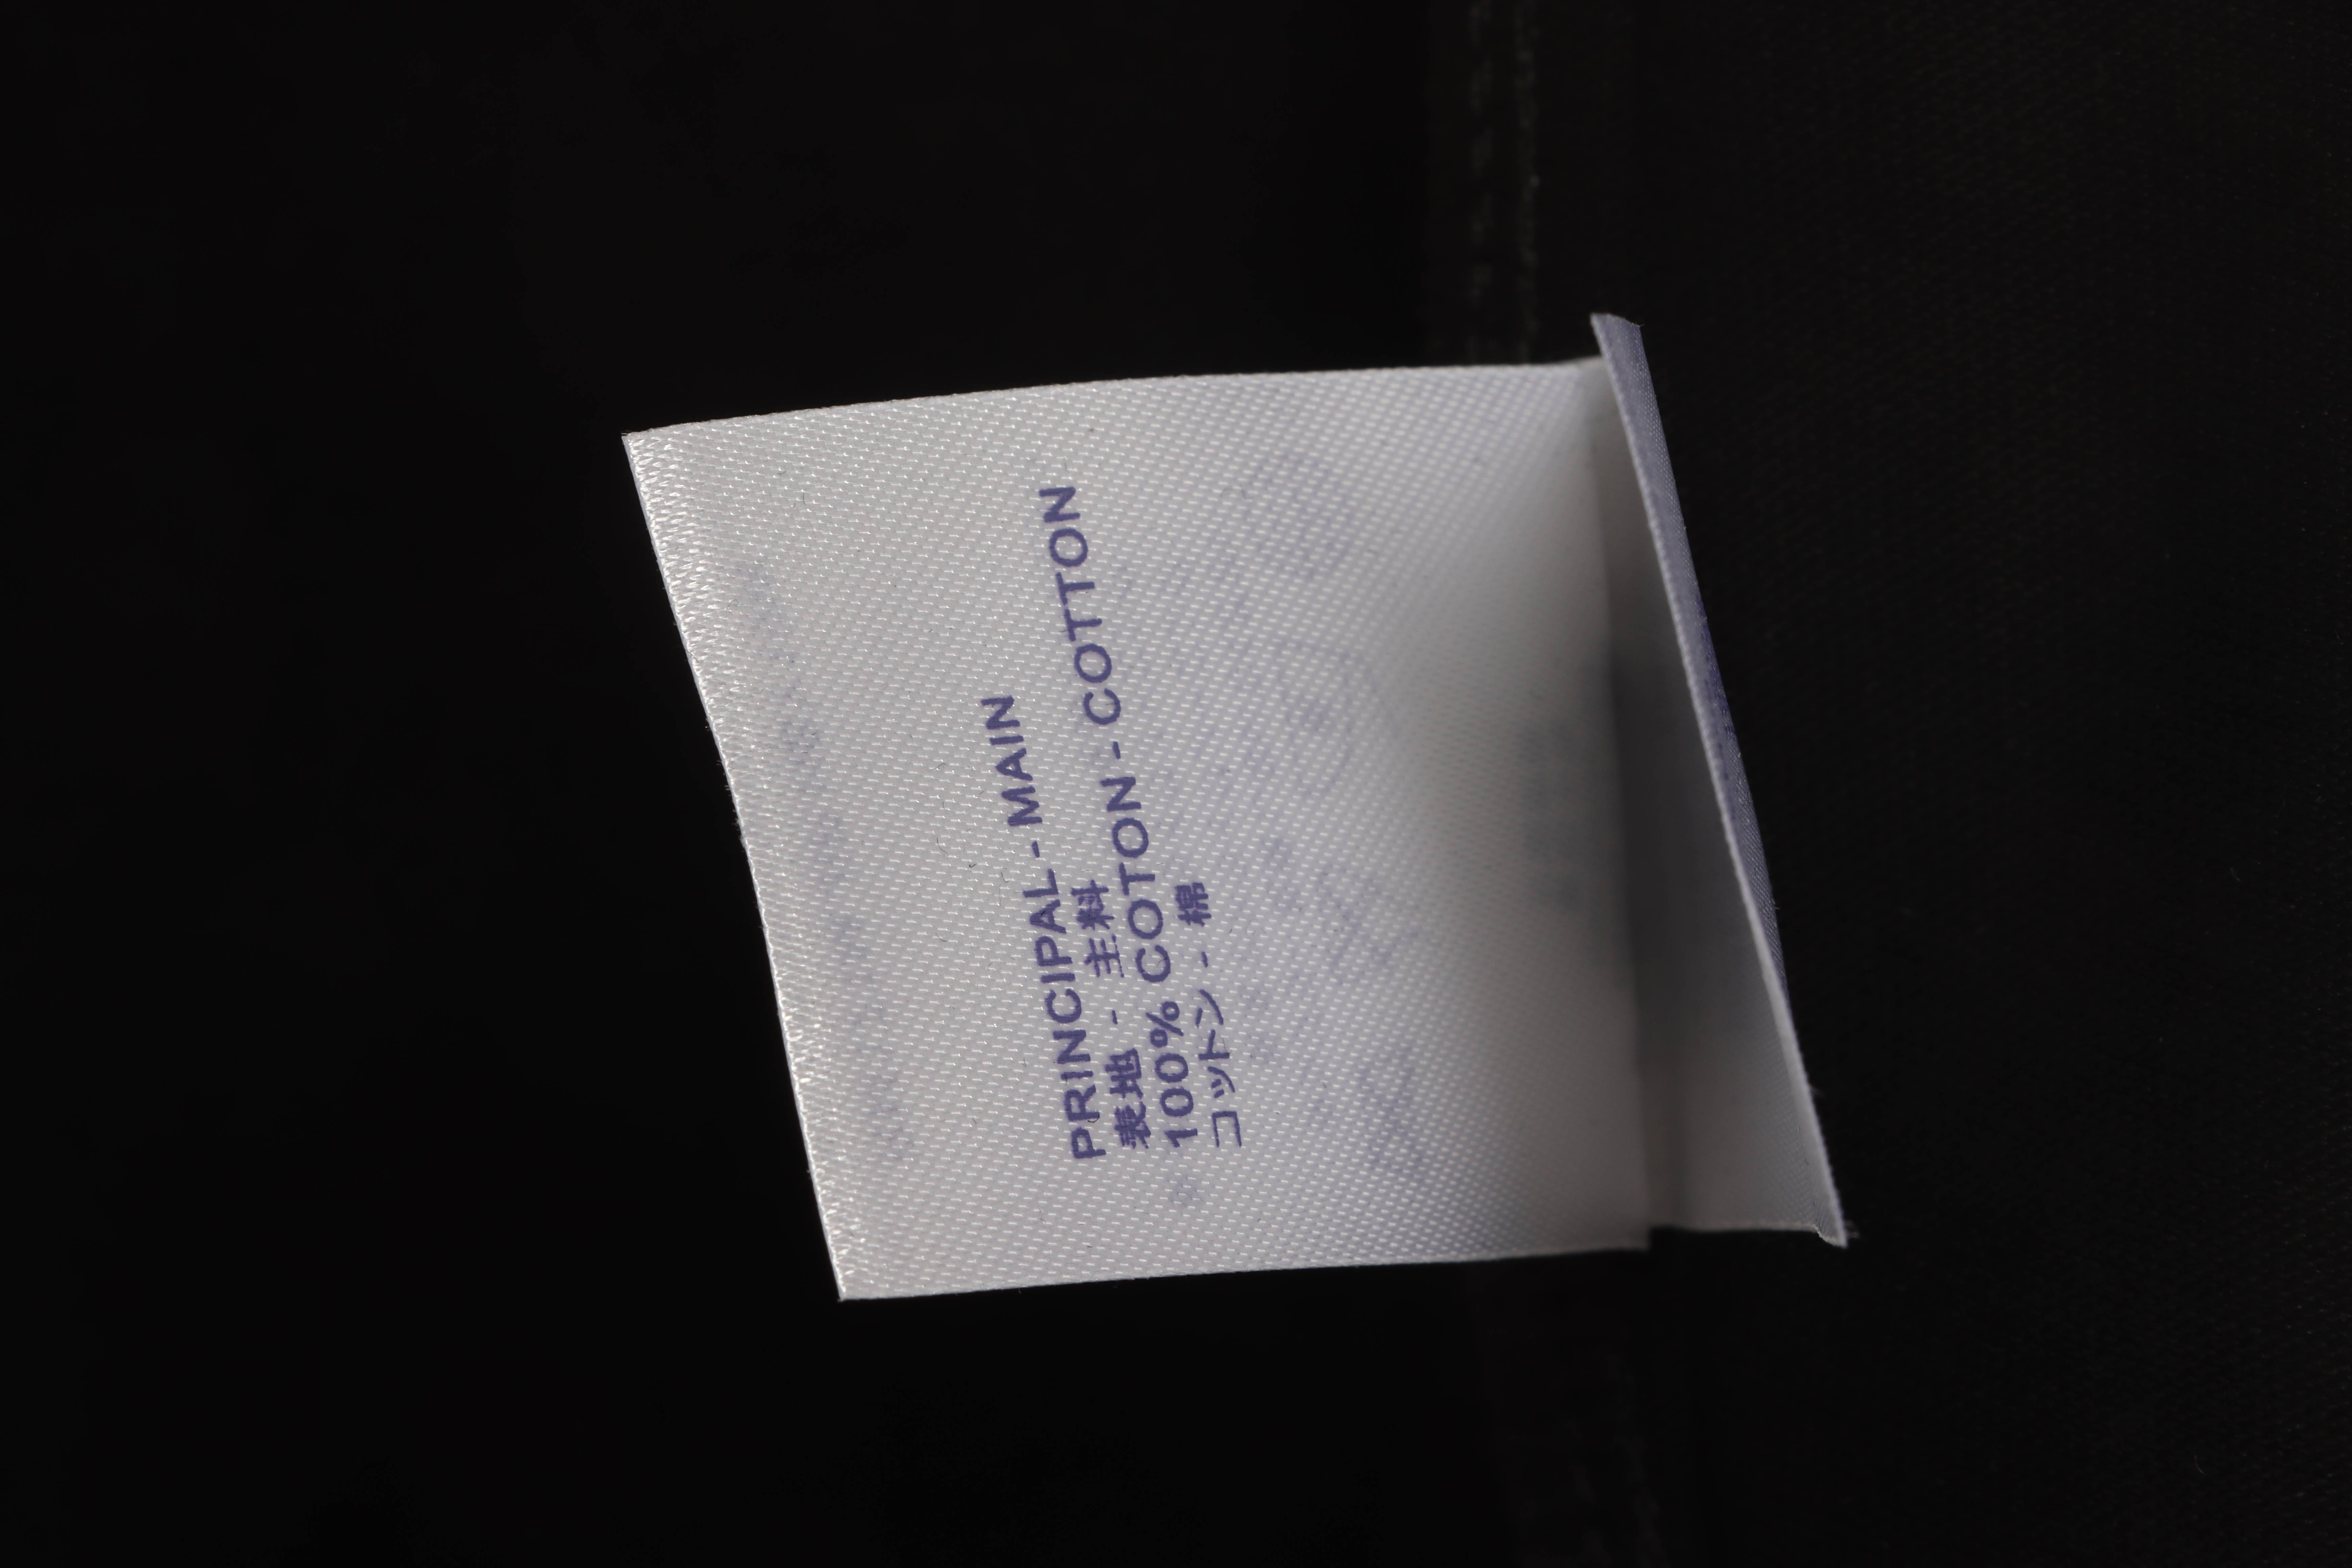 PRINCIPAL - MAIN
表地 - 主料
100% COTON - COTTON
コットン - 棉